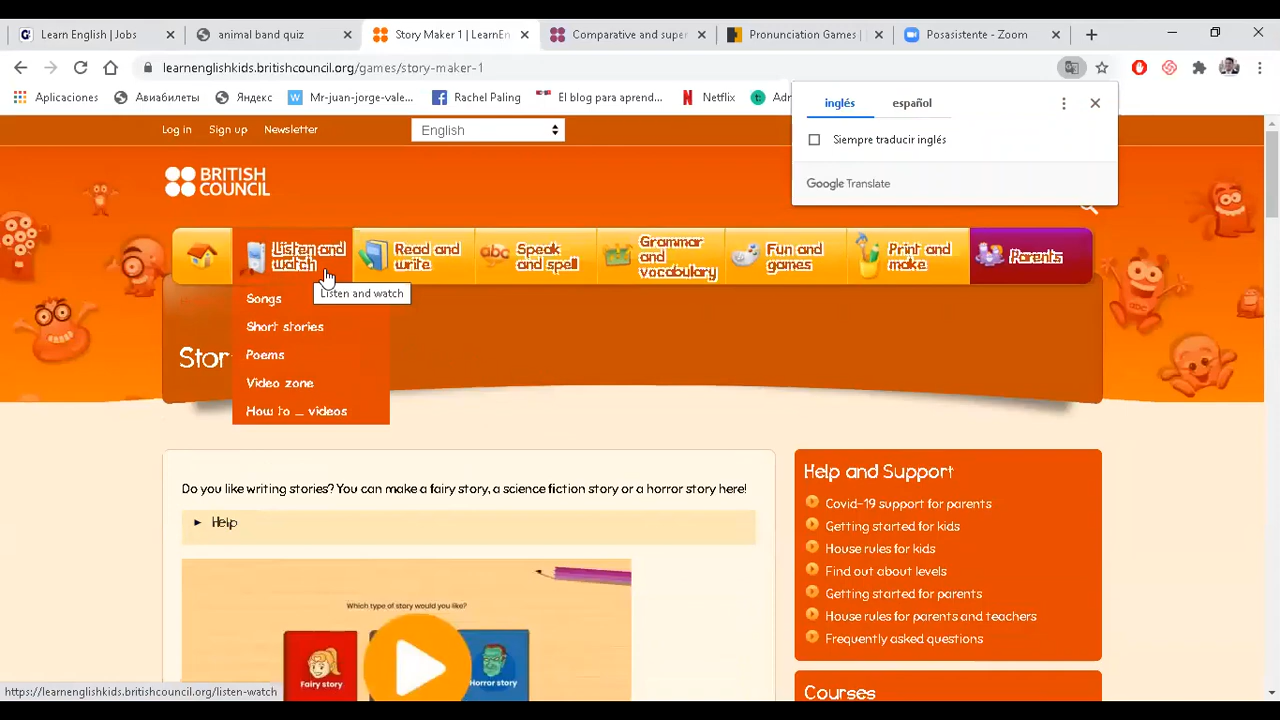 Learn English | Jobs
animal band quiz
Story Maker 1 | LearnEn
Comparative and super
Pronunciation Games |
Posasistente - Zoom
learnenglishkids.britishcouncil.org/games/story-maker-1
Aplicaciones
Авиабилеты
Яндекс
Mr-juan-jorge-vale...
Rachel Paling
El blog para aprend...
Netflix
inglés
español
Siempre traducir inglés
Google Translate
Log in
Sign up
Newsletter
English
BRITISH
COUNCIL
Listen and
watch
Read and
write
Speak
and spell
Grammar
and
vocabulary
Fun and
games
Print and
make
Parents
Listen and watch
Songs
Short stories
Poems
Video zone
How to _ videos
Stor
Do you like writing stories? You can make a fairy story, a science fiction story or a horror story here!
Help
Which type of story would you like?
Fairy story
Horror story
Help and Support
Covid-19 support for parents
Getting started for kids
House rules for kids
Find out about levels
Getting started for parents
House rules for parents and teachers
Frequently asked questions
Courses
https://learnenglishkids.britishcouncil.org/listen-watch